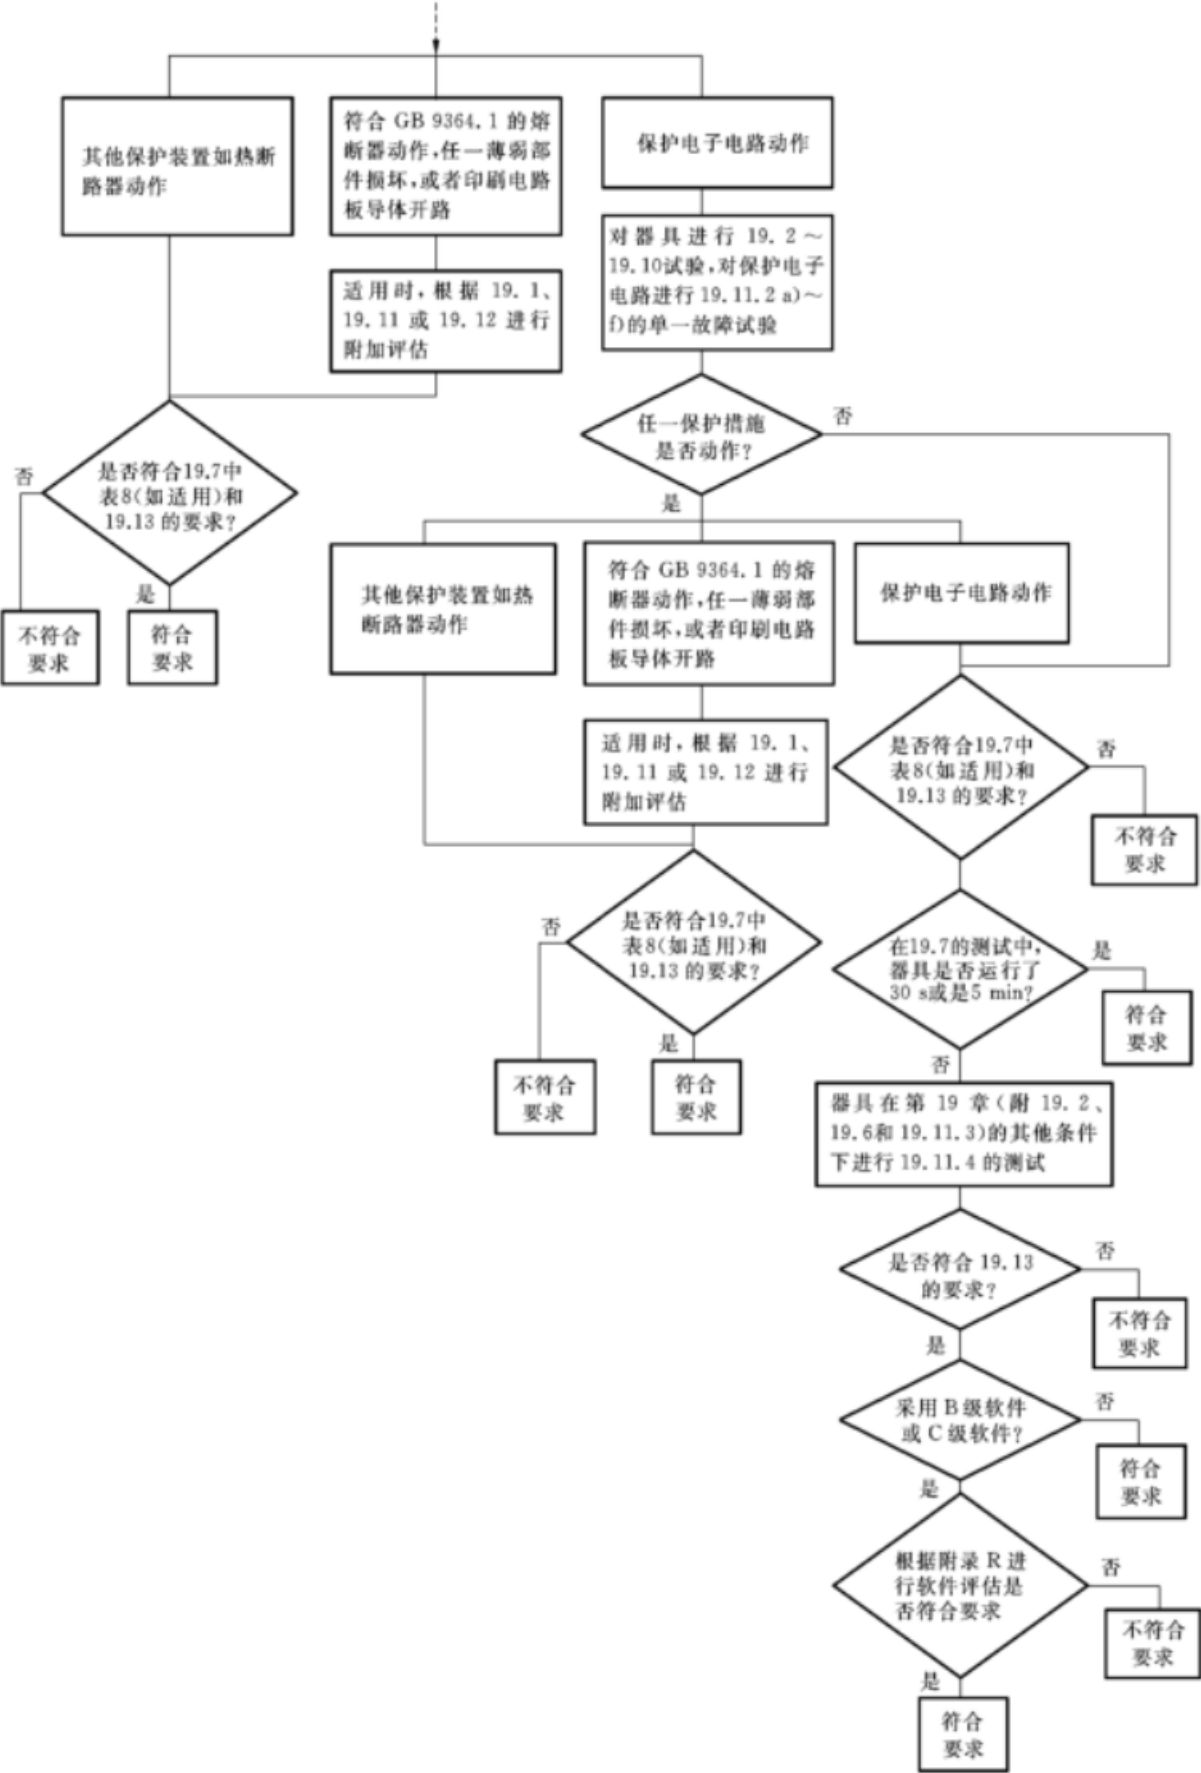 其他保护装置如热断
路器动作
符合 GB 9364.1 的熔
断器动作,任一薄弱部
件损坏,或者印刷电路
板导体开路
保护电子电路动作
适用时,根据 19.1、
19.11 或 19.12 进行
附加评估
对器具进行 19.2～
19.10试验,对保护电子
电路进行19.11.2 a)～
f)的单一故障试验
任一保护措施
是否动作?
否
是
是否符合19.7中
表8(如适用)和
19.13 的要求?
否
是
不符合
要求
符合
要求
其他保护装置如热
断路器动作
符合 GB 9364.1 的熔
断器动作,任一薄弱部
件损坏,或者印刷电路
板导体开路
保护电子电路动作
适用时,根据 19.1、
19.11 或 19.12 进行
附加评估
是否符合19.7中
表8(如适用)和
19.13 的要求?
否
是
不符合
要求
符合
要求
是否符合19.7中
表8(如适用)和
19.13 的要求?
否
不符合
要求
在19.7的测试中,
器具是否运行了
30 s或是5 min?
是
符合
要求
否
器具在第 19 章(附 19.2、
19.6和 19.11.3)的其他条件
下进行 19.11.4 的测试
是否符合 19.13
的要求?
否
不符合
要求
是
采用 B 级软件
或 C 级软件?
否
符合
要求
是
根据附录 R 进
行软件评估是
否符合要求
否
不符合
要求
是
符合
要求